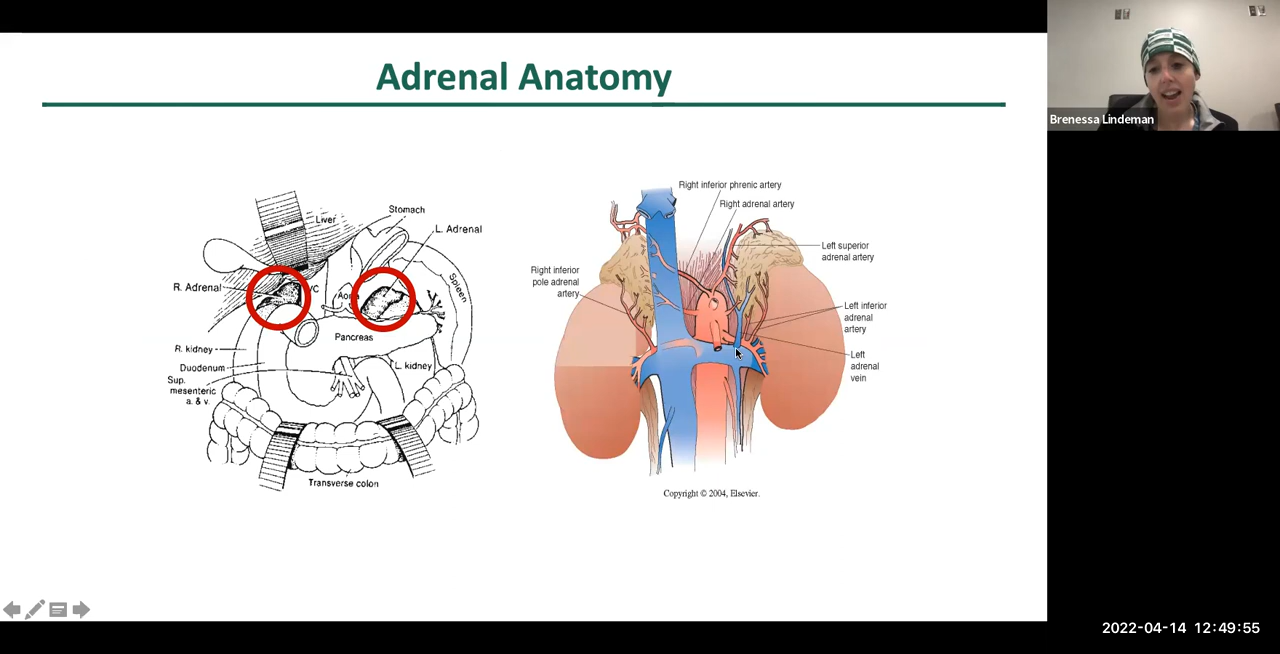 Adrenal Anatomy
Brenessa Lindeman
Liver
Stomach
L. Adrenal
R. Adrenal
Spleen
Pancreas
R. kidney
Duodenum
Sup.
mesenteric
a. & v.
L. kidney
Transverse colon
Right inferior phrenic artery
Right adrenal artery
Left superior
adrenal artery
Right inferior
pole adrenal
artery
Left inferior
adrenal
artery
Left
adrenal
vein
Copyright © 2004, Elsevier.
2022-04-14 12:49:55